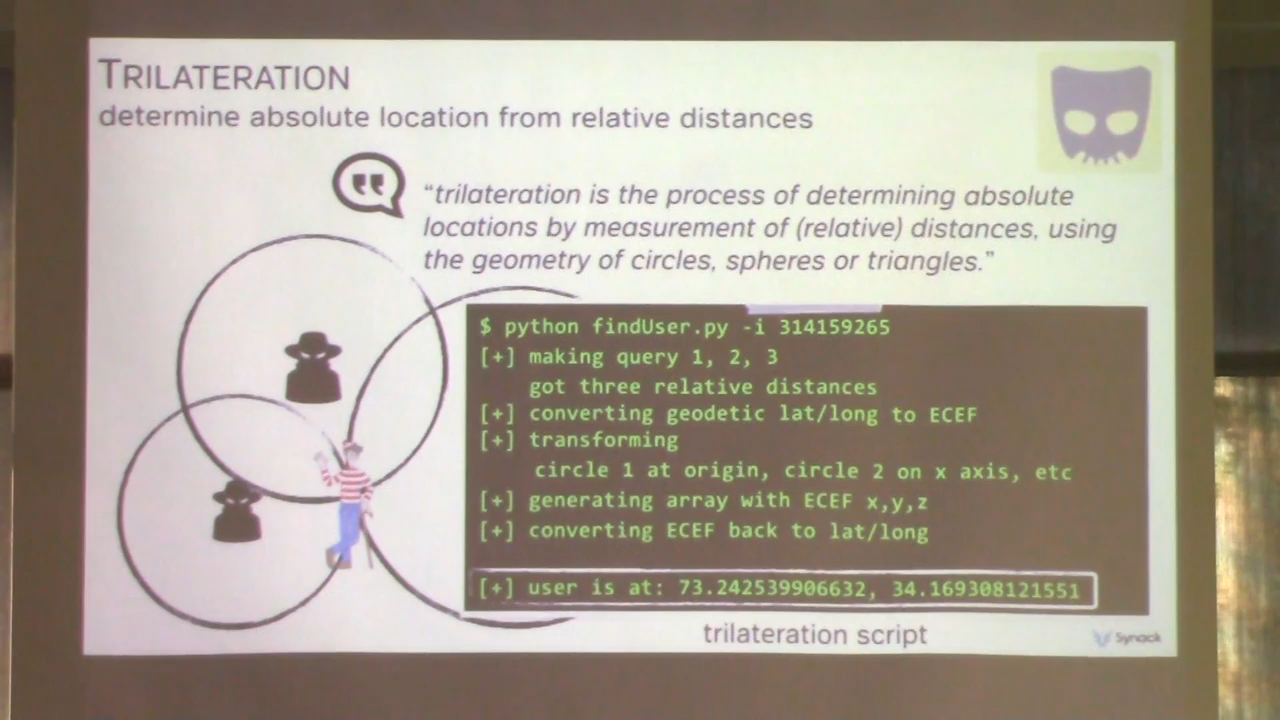 TRILATERATION
determine absolute location from relative distances
“trilateration is the process of determining absolute
locations by measurement of (relative) distances, using
the geometry of circles, spheres or triangles.”
$ python findUser.py -i 314159265
[+] making query 1, 2, 3
got three relative distances
[+] converting geodetic lat/long to ECEF
[+] transforming
circle 1 at origin, circle 2 on x axis, etc
[+] generating array with ECEF x,y,z
[+] converting ECEF back to lat/long
[+] user is at: 73.242539906632, 34.169308121551
trilateration script
Synack